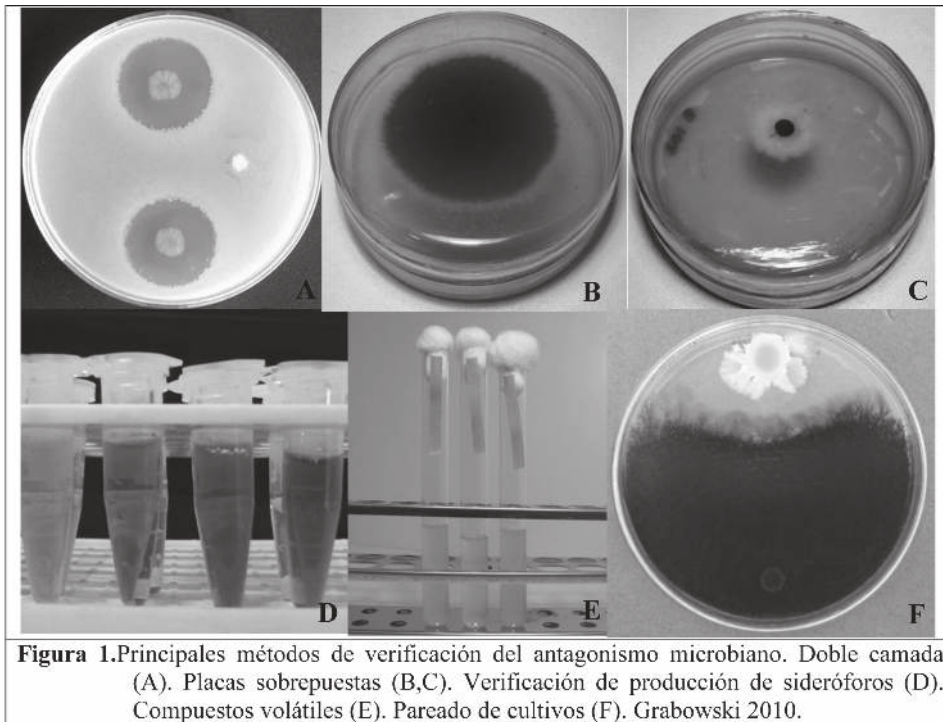 A
B
C
D
E
F
Figura 1.Principales métodos de verificación del antagonismo microbiano. Doble camada
(A). Placas sobrepuestas (B,C). Verificación de producción de sideróforos (D).
Compuestos volátiles (E). Pareado de cultivos (F). Grabowski 2010.